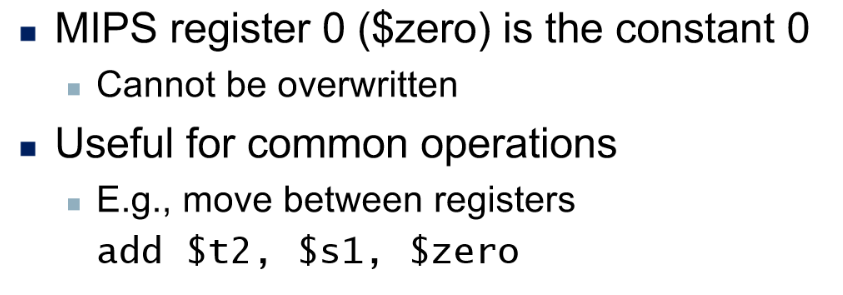 MIPS register 0 ($zero) is the constant 0
Cannot be overwritten
Useful for common operations
E.g., move between registers
add $t2, $s1, $zero